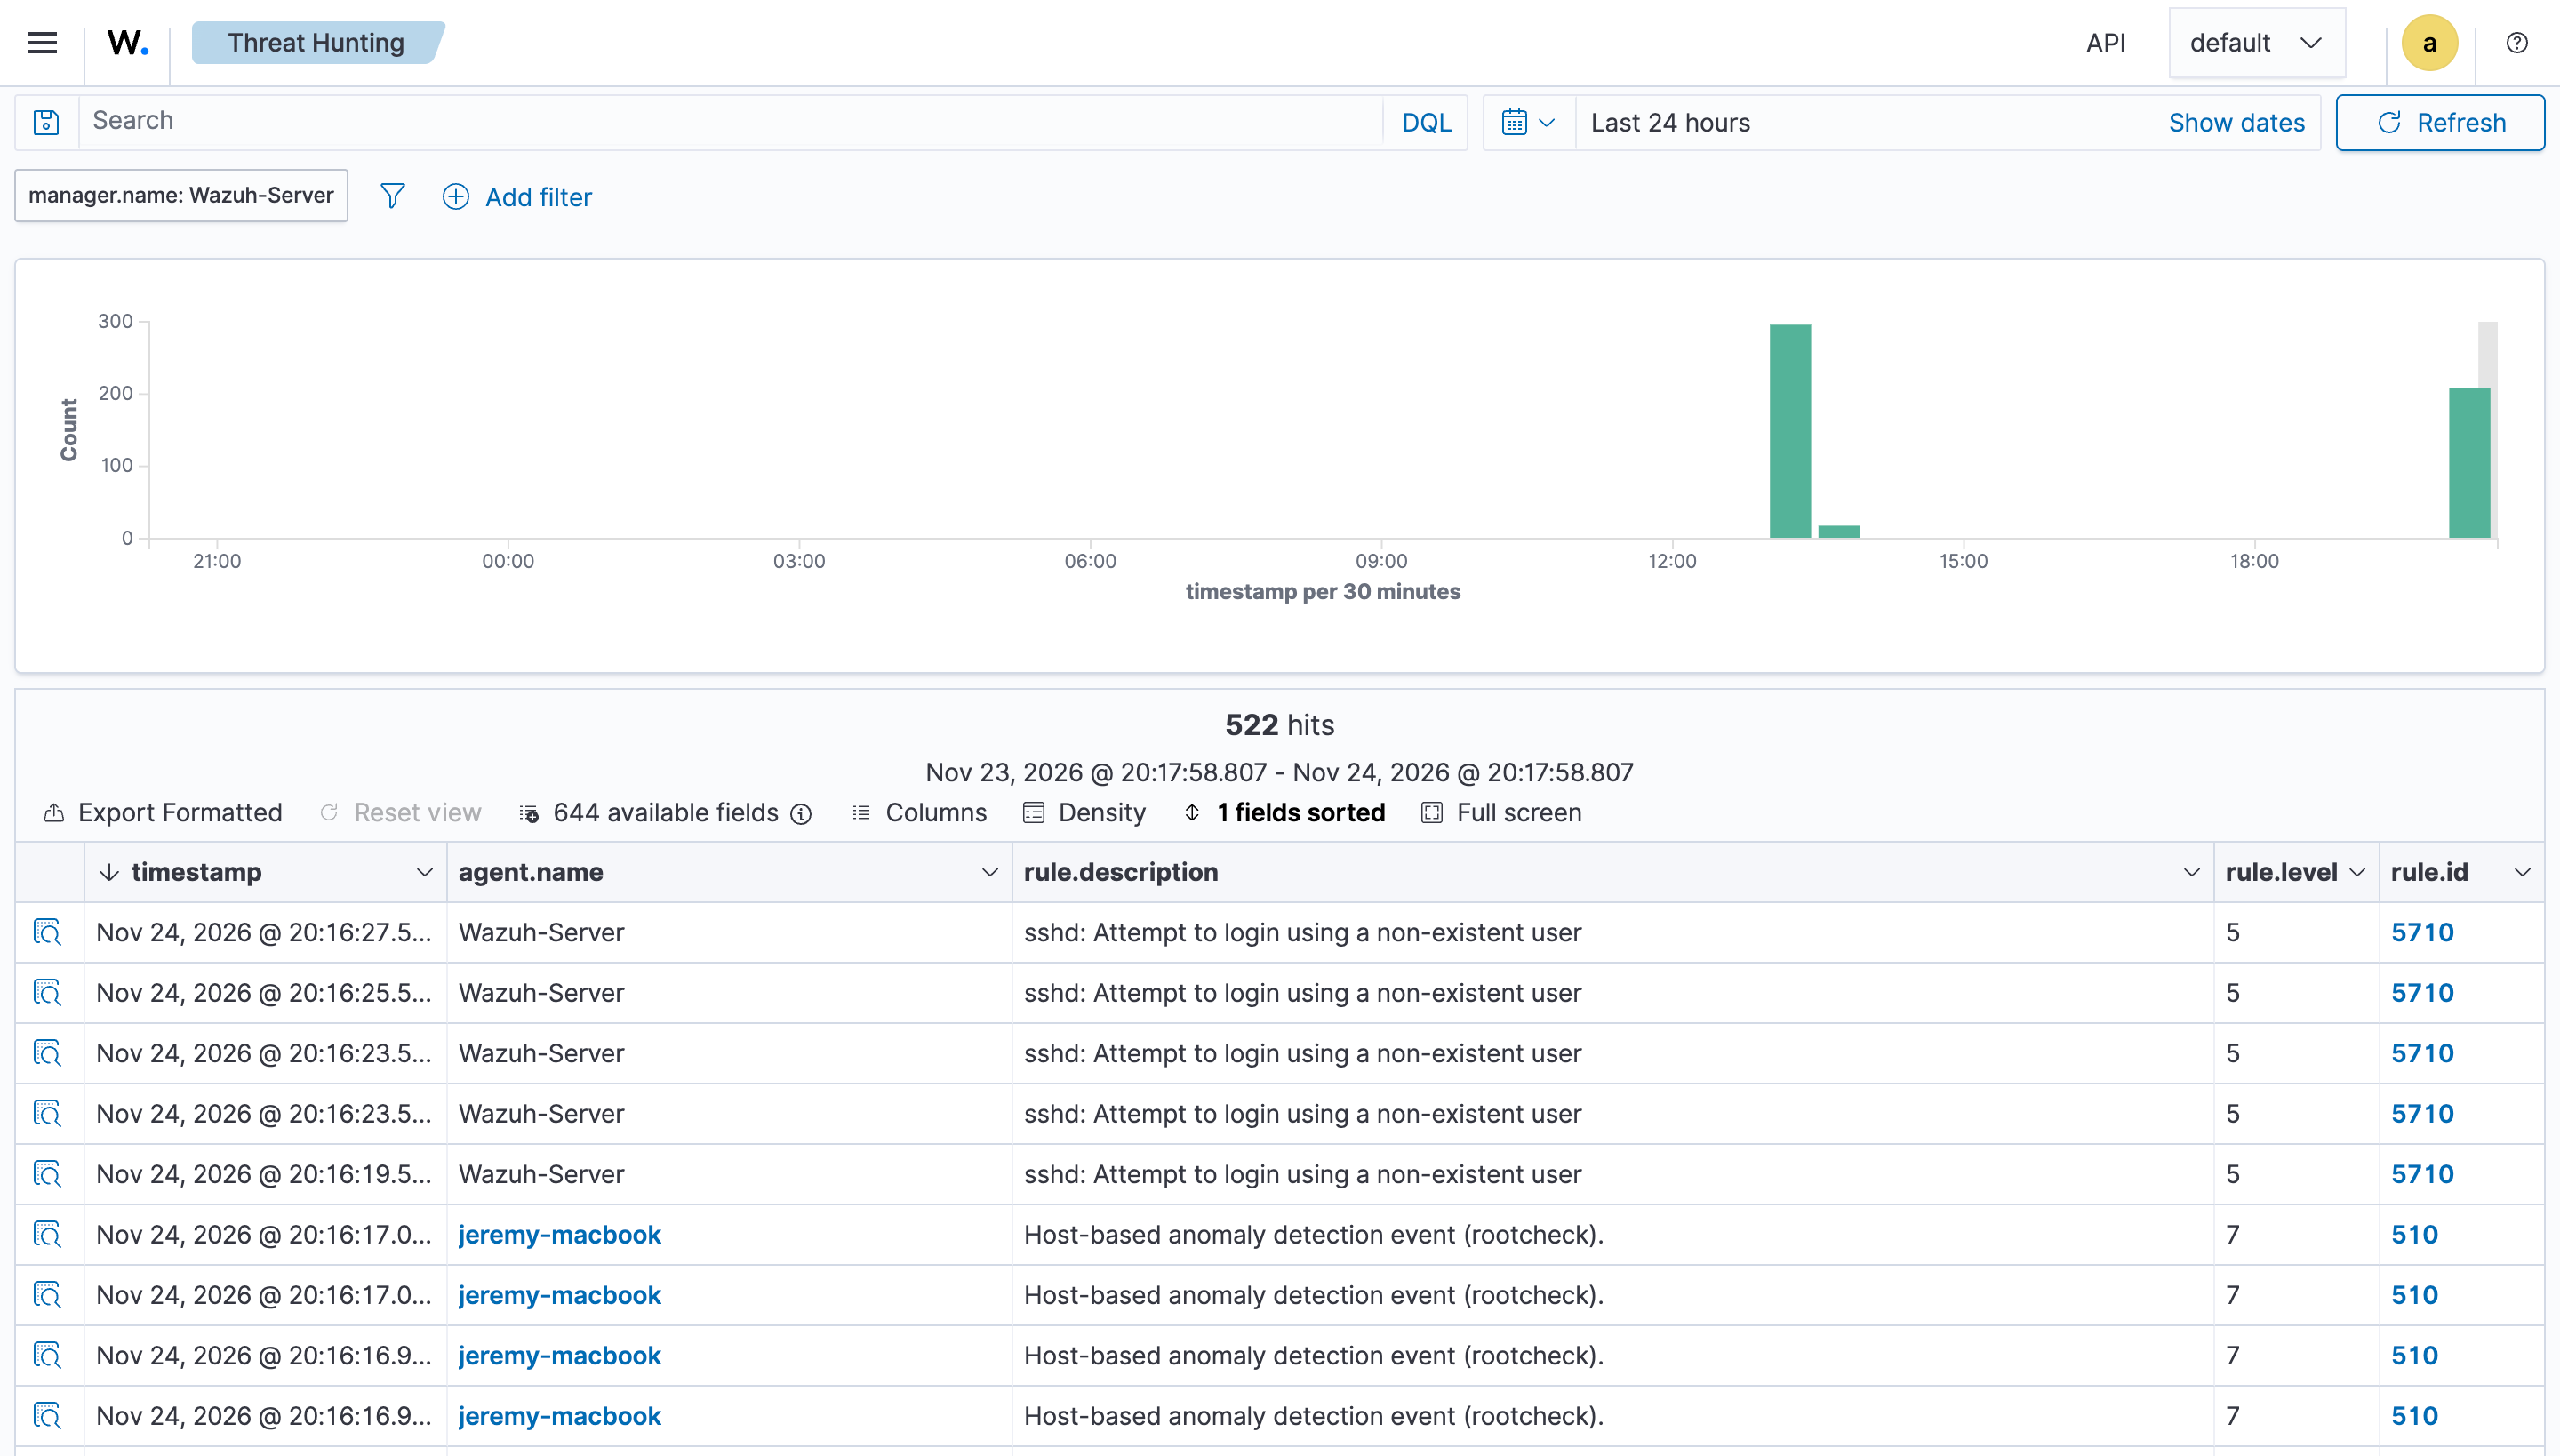 W. Threat Hunting API default a
Search DQL Last 24 hours Show dates Refresh
manager.name: Wazuh-Server Add filter
300
200
100
0
Count
21:00 00:00 03:00 06:00 09:00 12:00 15:00 18:00
timestamp per 30 minutes
522 hits
Nov 23, 2026 @ 20:17:58.807 - Nov 24, 2026 @ 20:17:58.807
Export Formatted Reset view 644 available fields Columns Density 1 fields sorted Full screen
timestamp agent.name rule.description rule.level rule.id
Nov 24, 2026 @ 20:16:27.5... Wazuh-Server sshd: Attempt to login using a non-existent user 5 5710
Nov 24, 2026 @ 20:16:25.5... Wazuh-Server sshd: Attempt to login using a non-existent user 5 5710
Nov 24, 2026 @ 20:16:23.5... Wazuh-Server sshd: Attempt to login using a non-existent user 5 5710
Nov 24, 2026 @ 20:16:23.5... Wazuh-Server sshd: Attempt to login using a non-existent user 5 5710
Nov 24, 2026 @ 20:16:19.5... Wazuh-Server sshd: Attempt to login using a non-existent user 5 5710
Nov 24, 2026 @ 20:16:17.0... jeremy-macbook Host-based anomaly detection event (rootcheck). 7 510
Nov 24, 2026 @ 20:16:17.0... jeremy-macbook Host-based anomaly detection event (rootcheck). 7 510
Nov 24, 2026 @ 20:16:16.9... jeremy-macbook Host-based anomaly detection event (rootcheck). 7 510
Nov 24, 2026 @ 20:16:16.9... jeremy-macbook Host-based anomaly detection event (rootcheck). 7 510